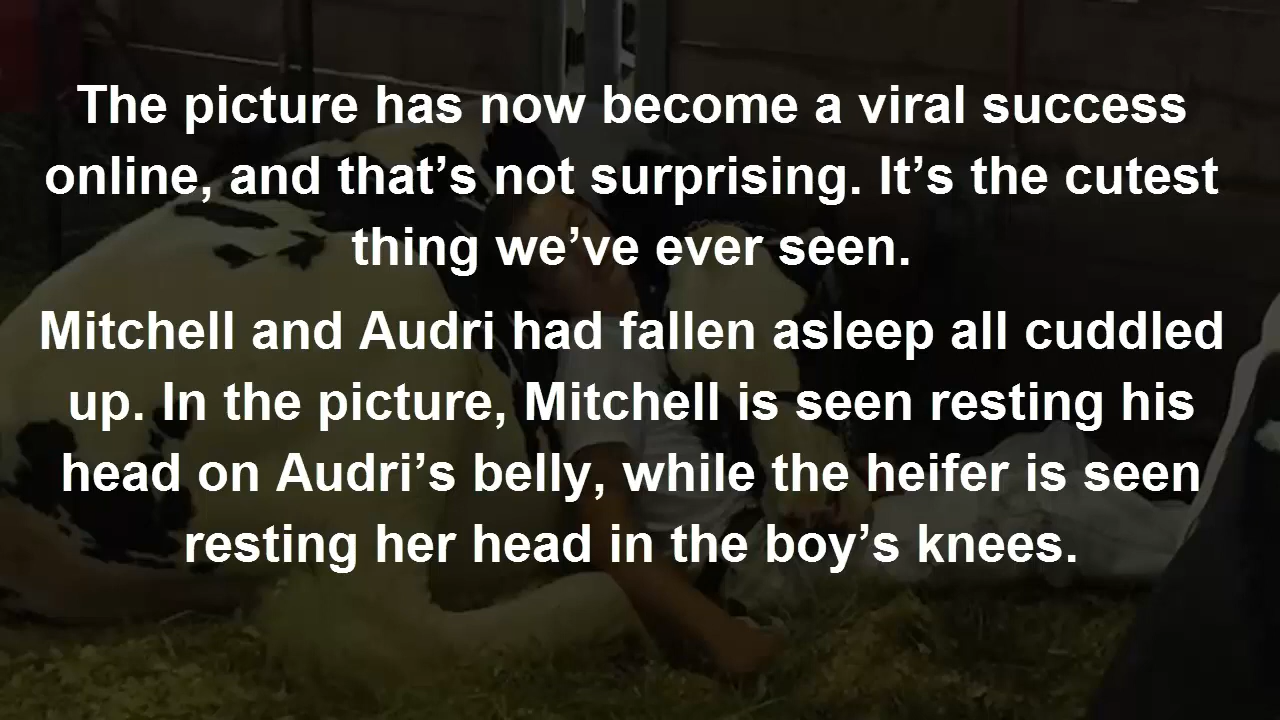 The picture has now become a viral success
online, and that’s not surprising. It’s the cutest
thing we’ve ever seen.
Mitchell and Audri had fallen asleep all cuddled
up. In the picture, Mitchell is seen resting his
head on Audri’s belly, while the heifer is seen
resting her head in the boy’s knees.